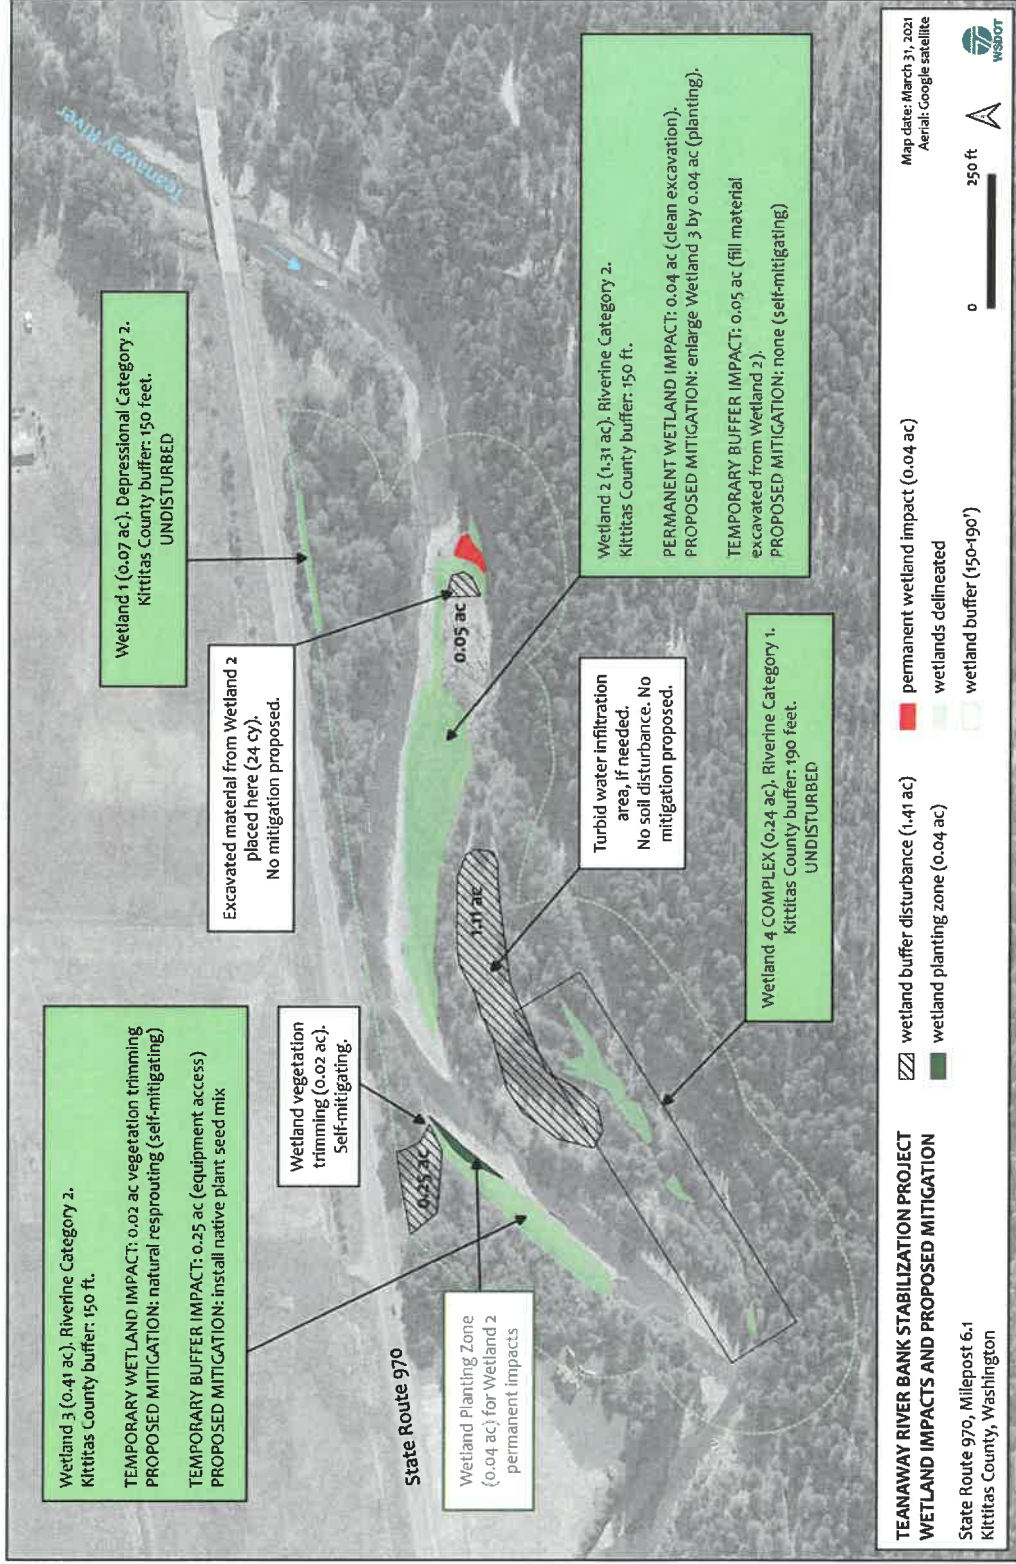 Wetland 3 (0.41 ac). Riverine Category 2.
Kittitas County buffer: 150 ft.
TEMPORARY WETLAND IMPACT: 0.02 ac vegetation trimming
PROPOSED MITIGATION: natural resprouting (self-mitigating)
TEMPORARY BUFFER IMPACT: 0.25 ac (equipment access)
PROPOSED MITIGATION: install native plant seed mix
Wetland 1 (0.07 ac). Depressional Category 2.
Kittitas County buffer: 150 feet.
UNDISTURBED
Teanaway River
Excavated material from Wetland 2
placed here (24 cy).
No mitigation proposed.
Wetland vegetation
trimming (0.02 ac).
Self-mitigating.
State Route 970
0.25 ac
1.11 ac
0.05 ac
Wetland Planting Zone
(0.04 ac) for Wetland 2
permanent impacts
Turbid water infiltration
area, if needed.
No soil disturbance. No
mitigation proposed.
Wetland 2 (1.31 ac). Riverine Category 2.
Kittitas County buffer: 150 ft.
PERMANENT WETLAND IMPACT: 0.04 ac (clean excavation).
PROPOSED MITIGATION: enlarge Wetland 3 by 0.04 ac (planting).
TEMPORARY BUFFER IMPACT: 0.05 ac (fill material
excavated from Wetland 2).
PROPOSED MITIGATION: none (self-mitigating)
Wetland 4 COMPLEX (0.24 ac). Riverine Category 1.
Kittitas County buffer: 190 feet.
UNDISTURBED
TEANAWAY RIVER BANK STABILIZATION PROJECT
WETLAND IMPACTS AND PROPOSED MITIGATION
State Route 970, Milepost 6.1
Kittitas County, Washington
wetland buffer disturbance (1.41 ac)
wetland planting zone (0.04 ac)
permanent wetland impact (0.04 ac)
wetlands delineated
wetland buffer (150-190')
Map date: March 31, 2021
Aerial: Google satellite
0 250 ft
WSDOT